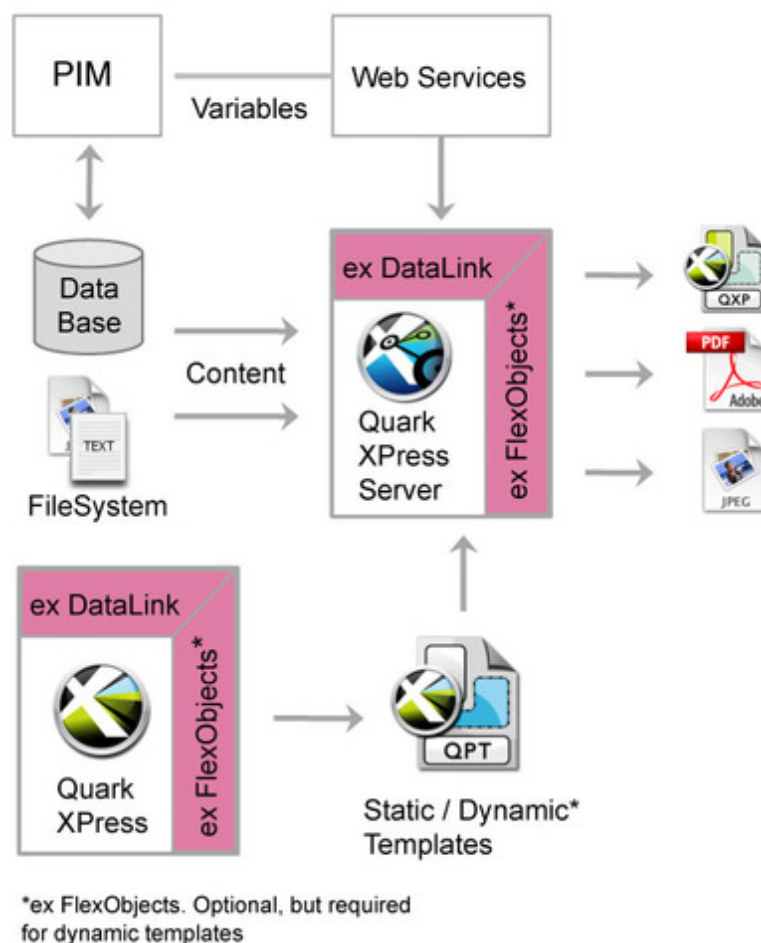 PIM
Web Services
Variables
Data
Base
Content
TEXT
FileSystem
ex DataLink
ex FlexObjects*
Quark
XPress
Server
QXP
PDF
Adobe
JPEG
ex DataLink
ex FlexObjects*
Quark
XPress
QPT
Static / Dynamic*
Templates
*ex FlexObjects. Optional, but required
for dynamic templates